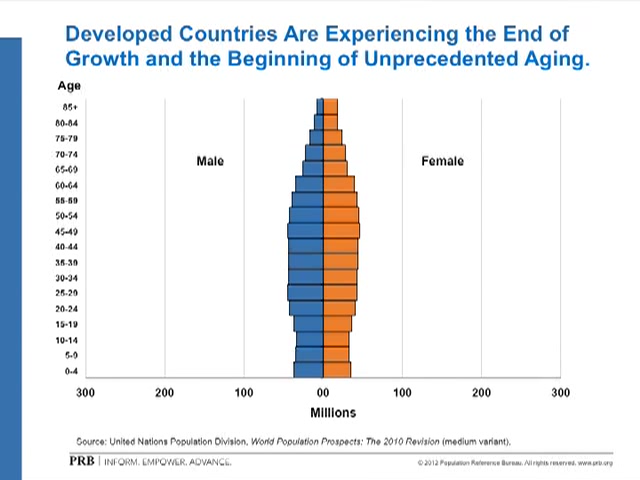 Developed Countries Are Experiencing the End of
Growth and the Beginning of Unprecedented Aging.
Age
85+
80-84
75-79
70-74
65-69
60-64
55-59
50-54
45-49
40-44
35-39
30-34
25-29
20-24
15-19
10-14
5-9
0-4
Male
Female
300 200 100 00 100 200 300
Millions
Source: United Nations Population Division, World Population Prospects: The 2010 Revision (medium variant).
PRB | INFORM. EMPOWER. ADVANCE.
© 2012 Population Reference Bureau. All rights reserved. www.prb.org